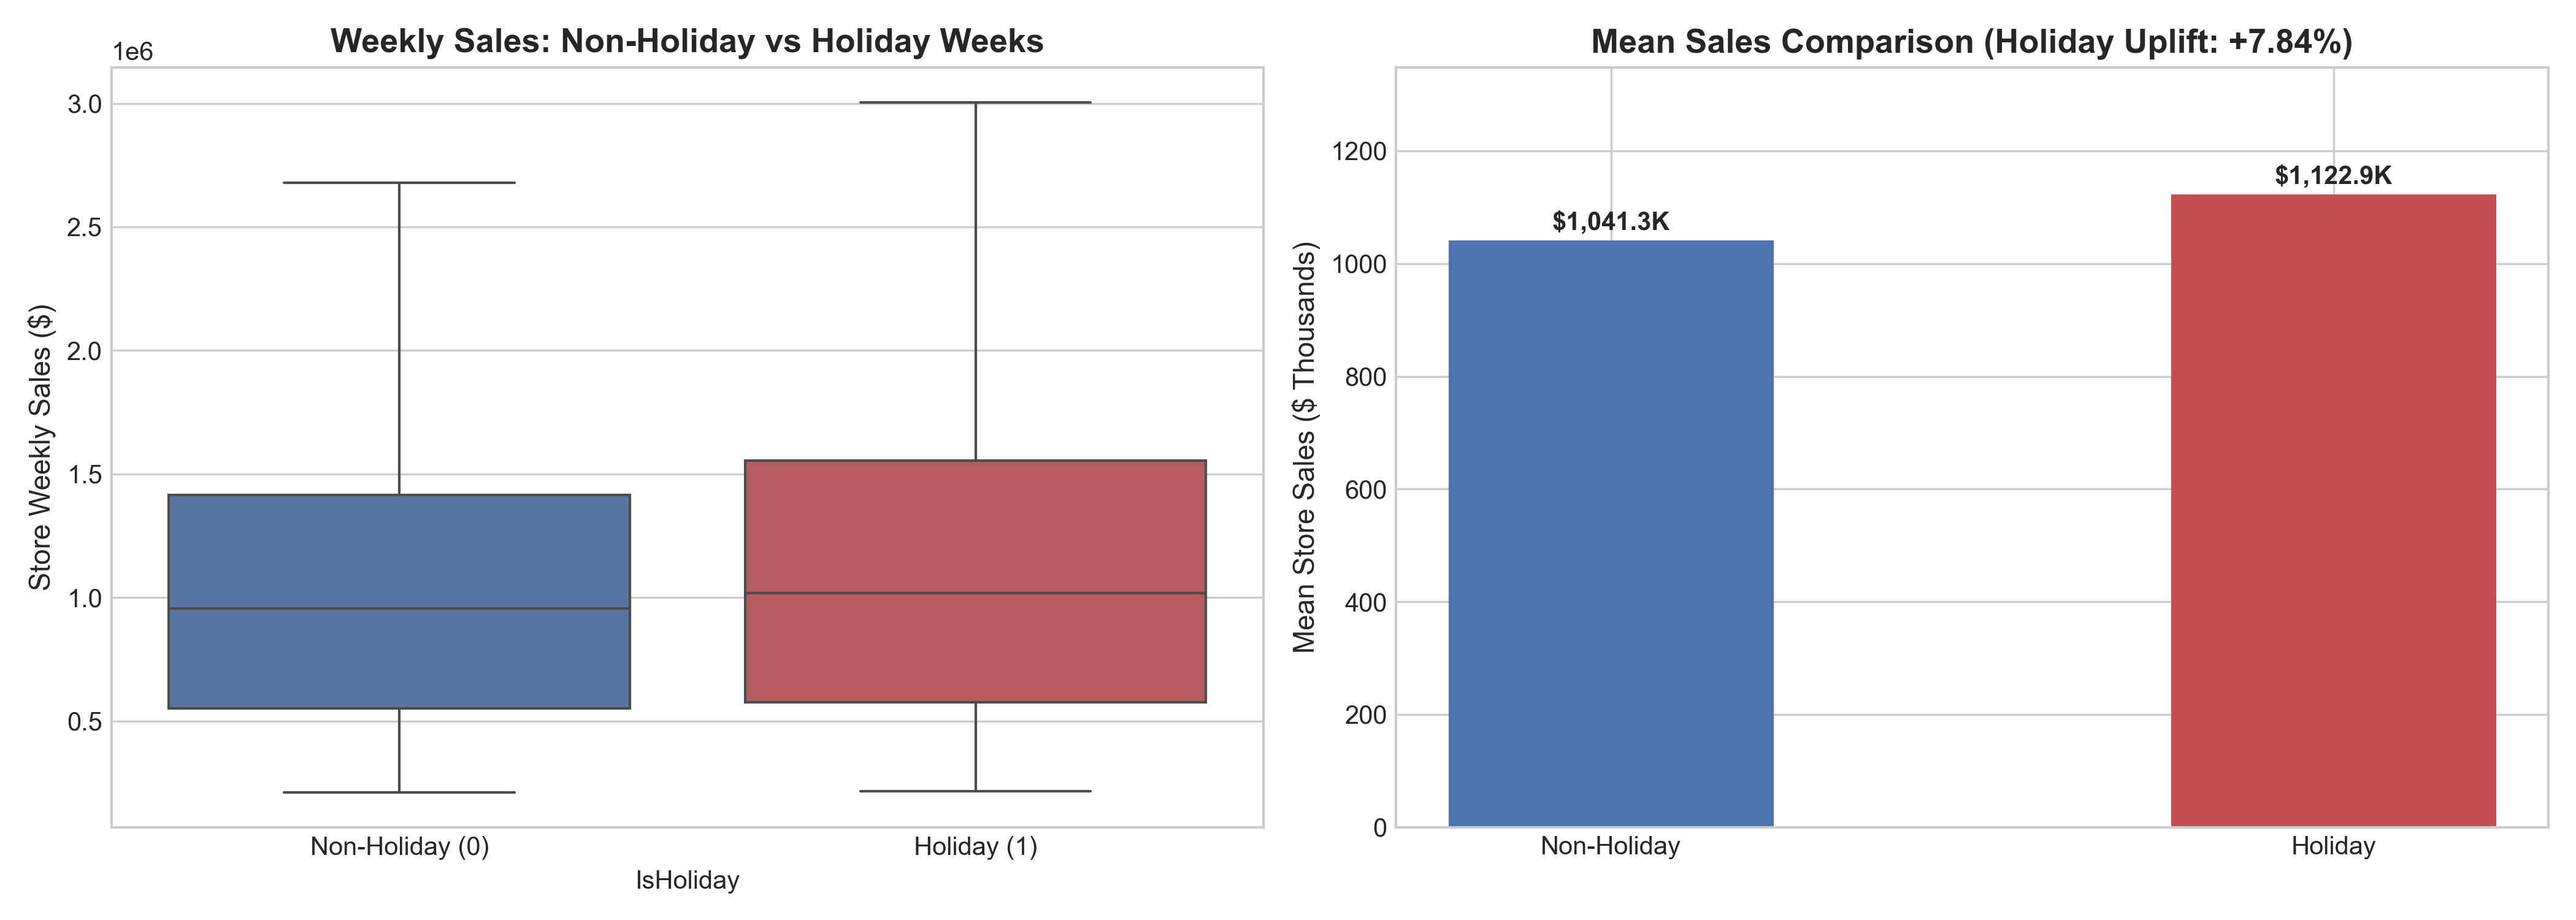 Weekly Sales: Non-Holiday vs Holiday Weeks
1e6
3.0
2.5
2.0
1.5
1.0
0.5
Store Weekly Sales ($)
Non-Holiday (0)
Holiday (1)
IsHoliday
Mean Sales Comparison (Holiday Uplift: +7.84%)
1200
1000
800
600
400
200
0
Mean Store Sales ($ Thousands)
$1,041.3K
$1,122.9K
Non-Holiday
Holiday